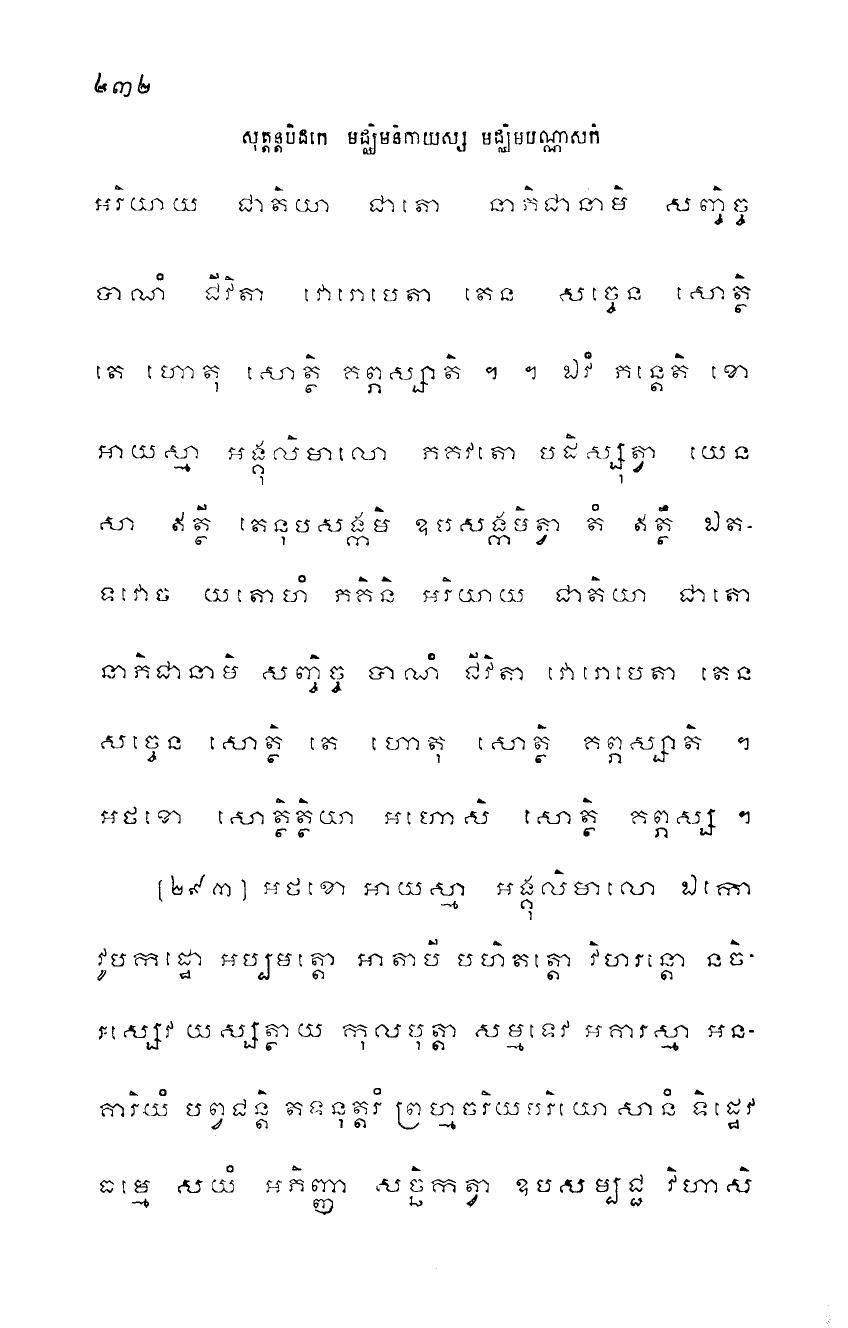 ៤៣២
សុត្តន្តបិដកេ មជ្ឈិមនិកាយស្ស មជ្ឈិមបណ្ណាសកំ
អរិយាយ ជាតិយា ជាតោ នាភិជានាមិ សញ្ចិច្ច
បាណំ ជីវិតា វោរោបេតា តេន សច្ចេន សោត្ថិ
តេ ហោតុ សោត្ថិ គព្ភស្សាតិ ។ ។ ឯវំ ភន្តេតិ ខោ
អាយស្មា អង្គុលិមាលោ ភគវតោ បដិស្សុត្វា យេន
សា ឥត្ថី តេនុបសង្កមិ ឧបសង្កមិត្វា តំ ឥត្ថឹ ឯត-
ទវោច យតោហំ ភគិនិ អរិយាយ ជាតិយា ជាតោ
នាភិជានាមិ សញ្ចិច្ច បាណំ ជីវិតា វោរោបេតា តេន
សច្ចេន សោត្ថិ តេ ហោតុ សោត្ថិ គព្ភស្សាតិ ។
អថខោ សោត្ថិត្ថិយា អហោសិ សោត្ថិ គព្ភស្ស ។
[២៩៣] អថខោ អាយស្មា អង្គុលិមាលោ ឯកោ
វូបកដ្ឋោ អប្បមត្តោ អាតាបី បហិតត្តោ វិហរន្តោ នចិ-
រស្សេវ យស្សត្ថាយ កុលបុត្តា សម្មទេវ អគារស្មា អន-
គារិយំ បព្វជន្តិ តទនុត្តរំ ព្រហ្មចរិយបរិយោសានំ ទិដ្ឋេវ
ធម្មេ សយំ អភិញ្ញា សច្ឆិកត្វា ឧបសម្បជ្ជ វិហាសិ